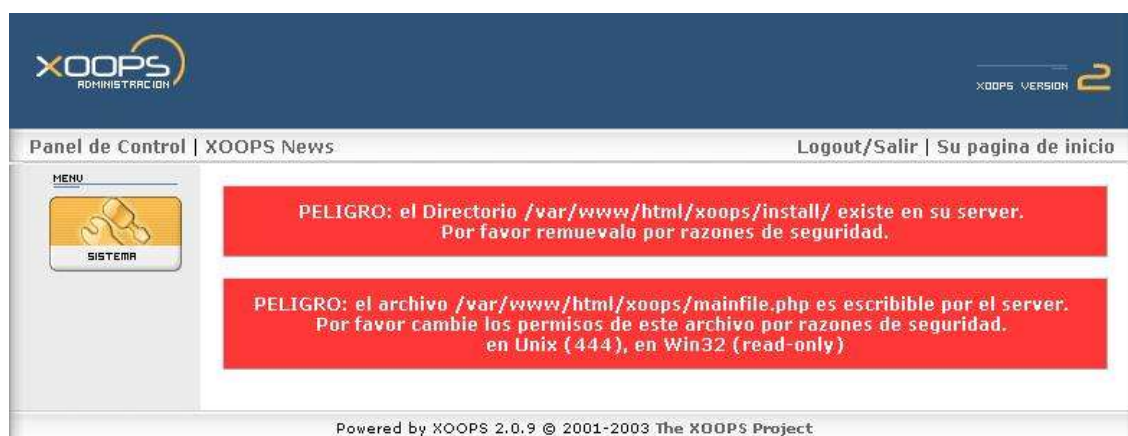 XOOPS
ADMINISTRACION
XOOPS VERSION 2
Panel de Control | XOOPS News
Logout/Salir | Su pagina de inicio
MENU
SISTEMA
PELIGRO: el Directorio /var/www/html/xoops/install/ existe en su server.
Por favor remuevalo por razones de seguridad.
PELIGRO: el archivo /var/www/html/xoops/mainfile.php es escribible por el server.
Por favor cambie los permisos de este archivo por razones de seguridad.
en Unix (444), en Win32 (read-only)
Powered by XOOPS 2.0.9 © 2001-2003 The XOOPS Project